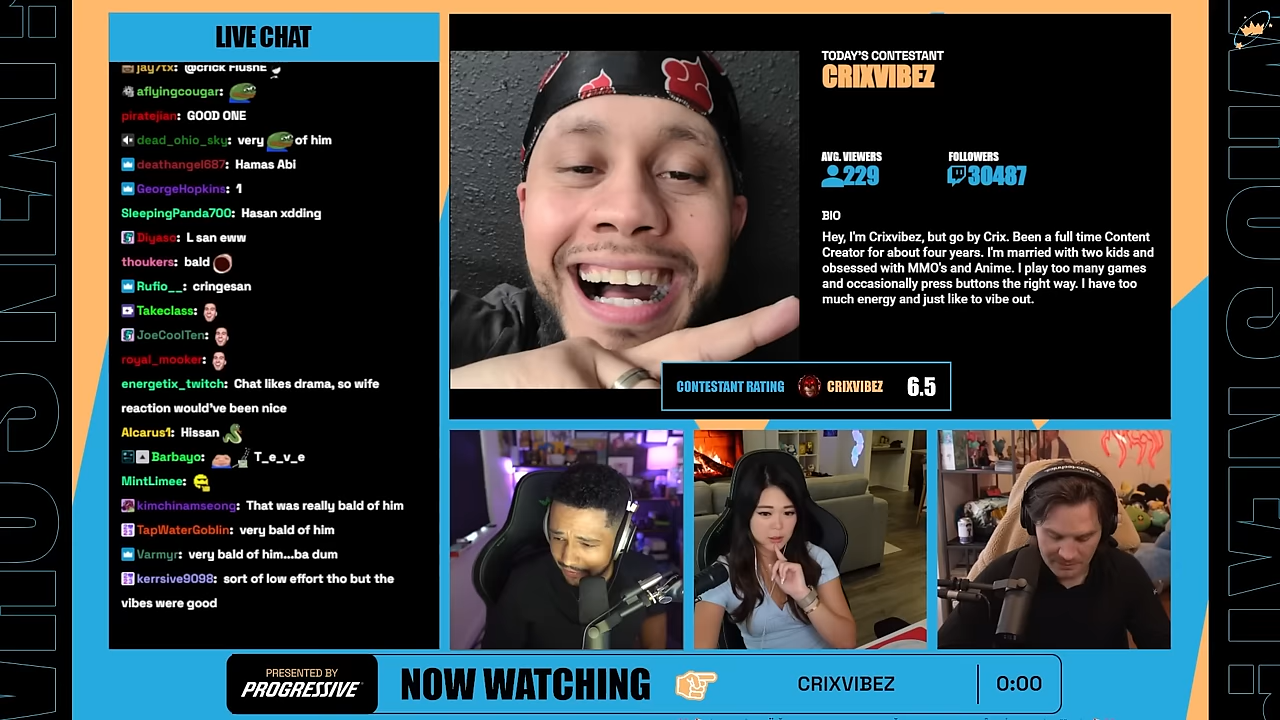 LIVE CHAT
jay7tx: @crick FlushE
aflyingcougar:
piratejian: GOOD ONE
dead_ohio_sky: very of him
deathangel687: Hamas Abi
GeorgeHopkins: 1
SleepingPanda700: Hasan xdding
Diyaso: L san eww
thoukers: bald
Rufio__: cringesan
Takeclass:
JoeCoolTen:
royal_mooker:
energetix_twitch: Chat likes drama, so wife
reaction would've been nice
Alcarus1: Hissan
Barbayo: T_e_v_e
MintLimee:
kimchinamseong: That was really bald of him
TapWaterGoblin: very bald of him
Varmyr: very bald of him...ba dum
kerrsive9098: sort of low effort tho but the
vibes were good
TODAY'S CONTESTANT
CRIXVIBEZ
AVG. VIEWERS
229
FOLLOWERS
30487
BIO
Hey, I'm Crixvibez, but go by Crix. Been a full time Content
Creator for about four years. I'm married with two kids and
obsessed with MMO's and Anime. I play too many games
and occasionally press buttons the right way. I have too
much energy and just like to vibe out.
CONTESTANT RATING CRIXVIBEZ 6.5
PRESENTED BY
PROGRESSIVE
NOW WATCHING
CRIXVIBEZ
0:00